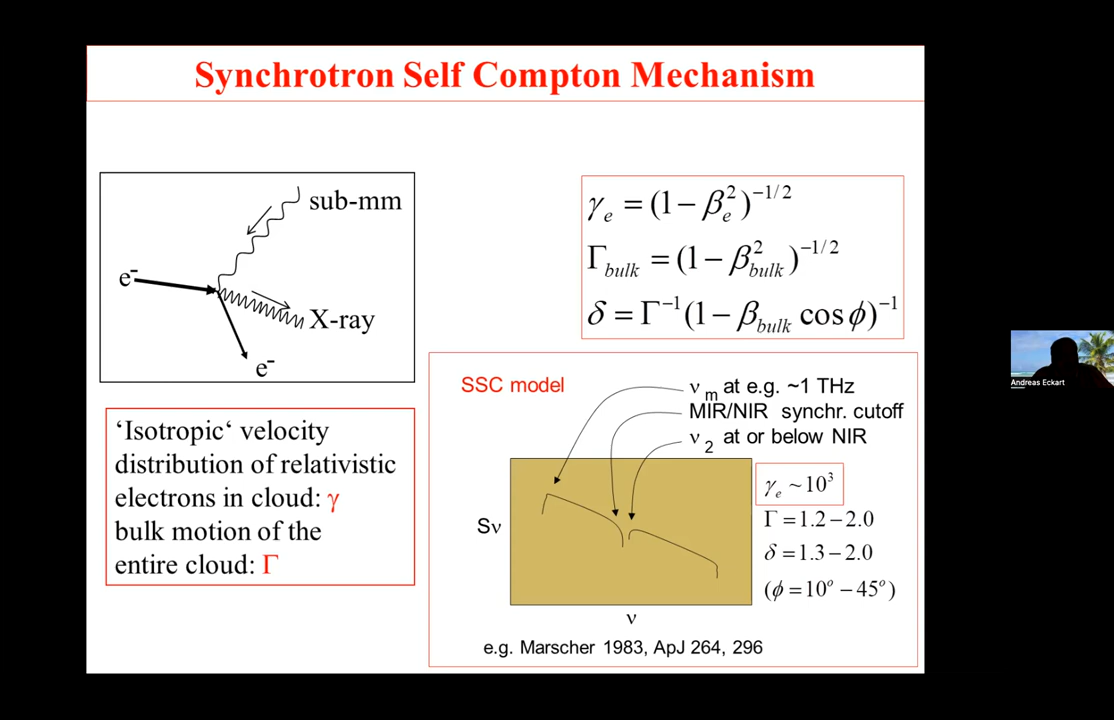 Synchrotron Self Compton Mechanism
sub-mm
e-
X-ray
e-
γe = (1 − βe²)^−1/2
Γbulk = (1 − β²bulk)^−1/2
δ = Γ^−1 (1 − βbulk cos ϕ)^−1
‘Isotropic‘ velocity
distribution of relativistic
electrons in cloud: γ
bulk motion of the
entire cloud: Γ
SSC model
νm at e.g. ~1 THz
MIR/NIR synchr. cutoff
ν2 at or below NIR
Sν
ν
γe ~10³
Γ = 1.2 − 2.0
δ = 1.3 − 2.0
(ϕ = 10° − 45°)
e.g. Marscher 1983, ApJ 264, 296
Andreas Eckart